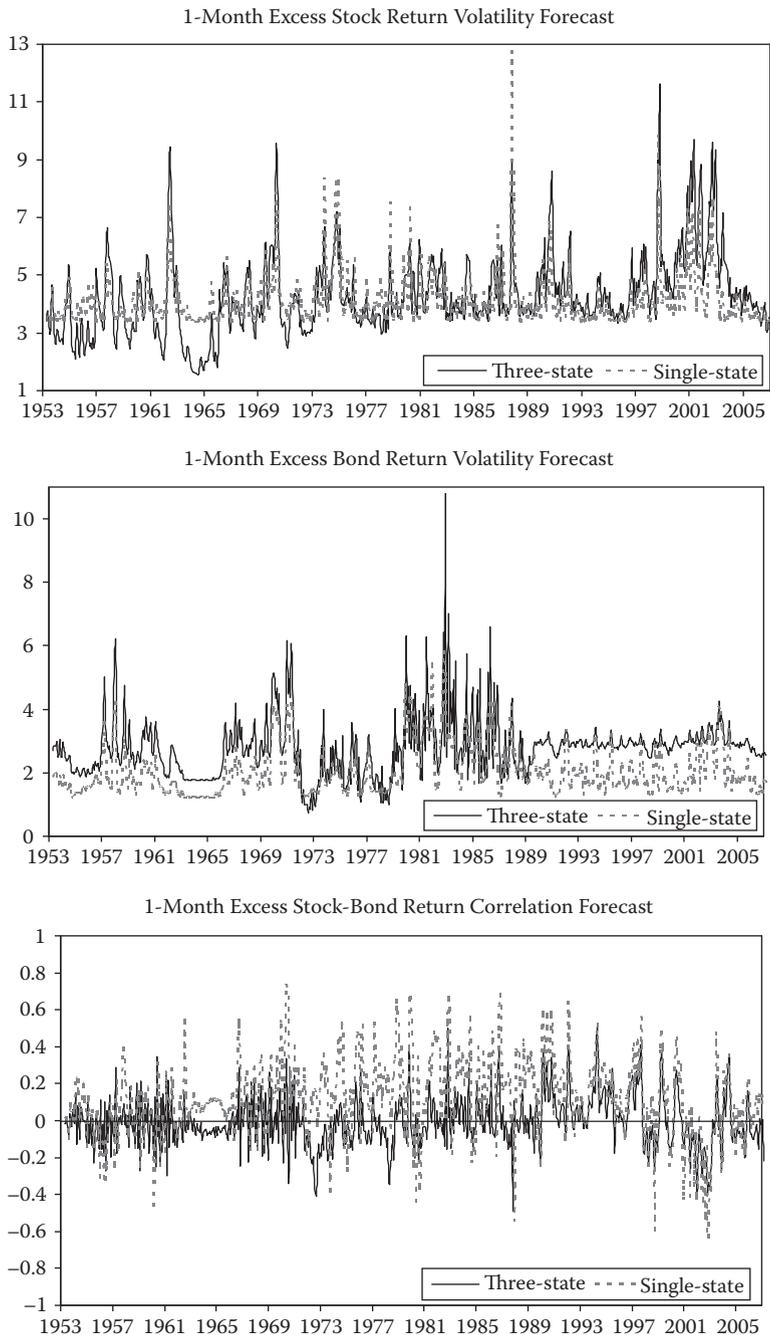 1-Month Excess Stock Return Volatility Forecast
13
11
9
7
5
3
1
Three-state Single-state
1953 1957 1961 1965 1969 1973 1977 1981 1985 1989 1993 1997 2001 2005
1-Month Excess Bond Return Volatility Forecast
10
8
6
4
2
0
Three-state Single-state
1953 1957 1961 1965 1969 1973 1977 1981 1985 1989 1993 1997 2001 2005
1-Month Excess Stock-Bond Return Correlation Forecast
1
0.8
0.6
0.4
0.2
0
−0.2
−0.4
−0.6
−0.8
−1
Three-state Single-state
1953 1957 1961 1965 1969 1973 1977 1981 1985 1989 1993 1997 2001 2005